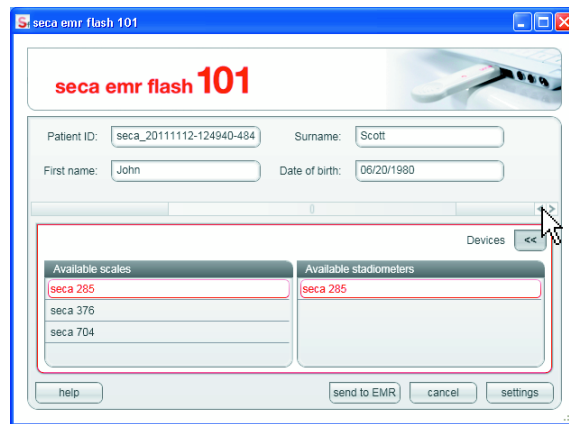 S seca emr flash 101
seca emr flash 101
Patient ID: seca_20111112-124940-484 Surname: Scott
First name: John Date of birth: 06/20/1980
Devices <<
Available scales Available stadiometers
seca 285 seca 285
seca 376
seca 704
help send to EMR cancel settings